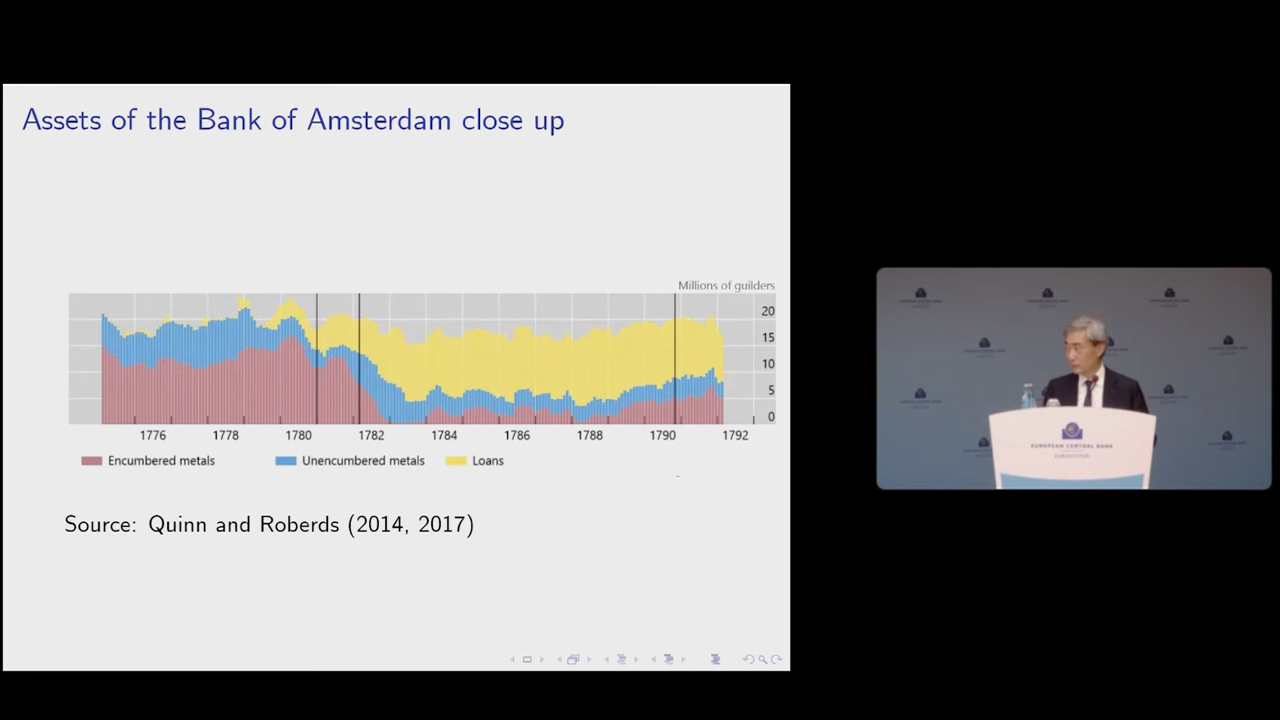 Assets of the Bank of Amsterdam close up
Millions of guilders
20
15
10
5
0
1776 1778 1780 1782 1784 1786 1788 1790 1792
Encumbered metals Unencumbered metals Loans
Source: Quinn and Roberds (2014, 2017)
EUROPEAN CENTRAL BANK
EUROSYSTEM